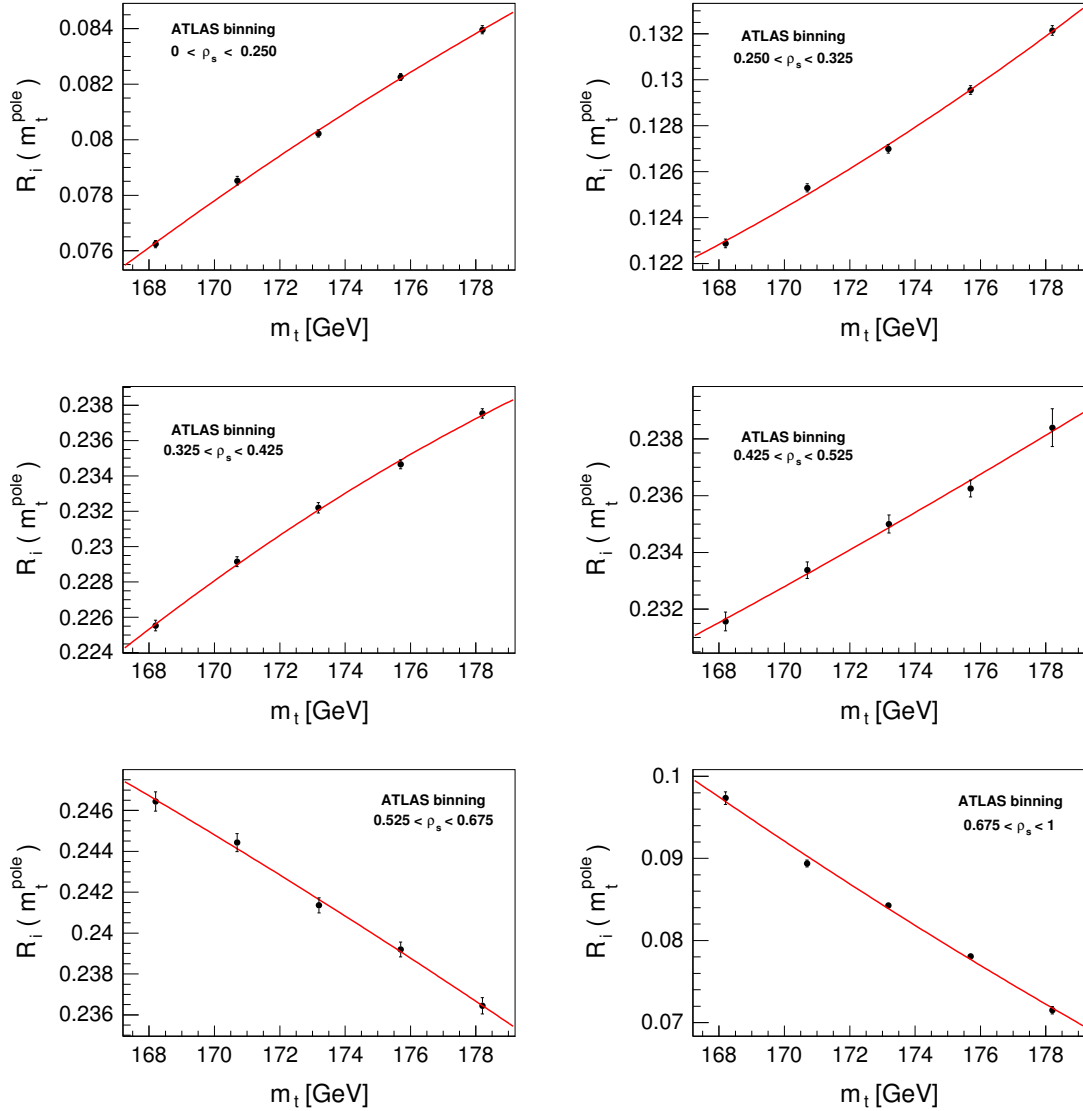 0.084
0.082
0.08
0.078
0.076
R_i ( m_t^pole )
ATLAS binning
0 < ρ_s < 0.250
168 170 172 174 176 178
m_t [GeV]
0.132
0.13
0.128
0.126
0.124
0.122
R_i ( m_t^pole )
ATLAS binning
0.250 < ρ_s < 0.325
168 170 172 174 176 178
m_t [GeV]
0.238
0.236
0.234
0.232
0.23
0.228
0.226
0.224
R_i ( m_t^pole )
ATLAS binning
0.325 < ρ_s < 0.425
168 170 172 174 176 178
m_t [GeV]
0.238
0.236
0.234
0.232
R_i ( m_t^pole )
ATLAS binning
0.425 < ρ_s < 0.525
168 170 172 174 176 178
m_t [GeV]
0.246
0.244
0.242
0.24
0.238
0.236
R_i ( m_t^pole )
ATLAS binning
0.525 < ρ_s < 0.675
168 170 172 174 176 178
m_t [GeV]
0.1
0.09
0.08
0.07
R_i ( m_t^pole )
ATLAS binning
0.675 < ρ_s < 1
168 170 172 174 176 178
m_t [GeV]